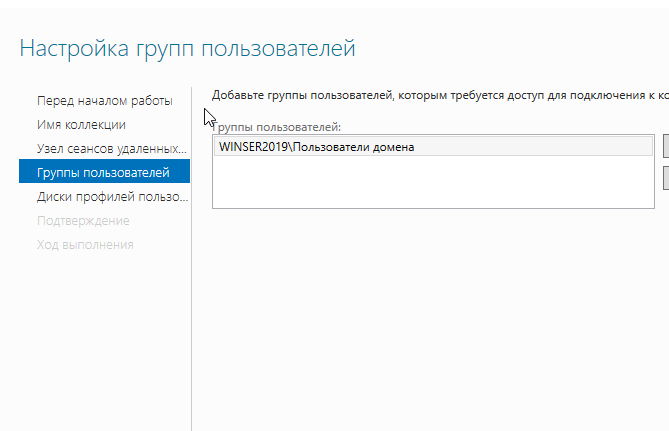 Настройка групп пользователей
Перед началом работы
Имя коллекции
Узел сеансов удаленных...
Группы пользователей
Диски профилей пользо...
Подтверждение
Ход выполнения
Добавьте группы пользователей, которым требуется доступ для подключения к ко
Группы пользователей:
WINSER2019\Пользователи домена